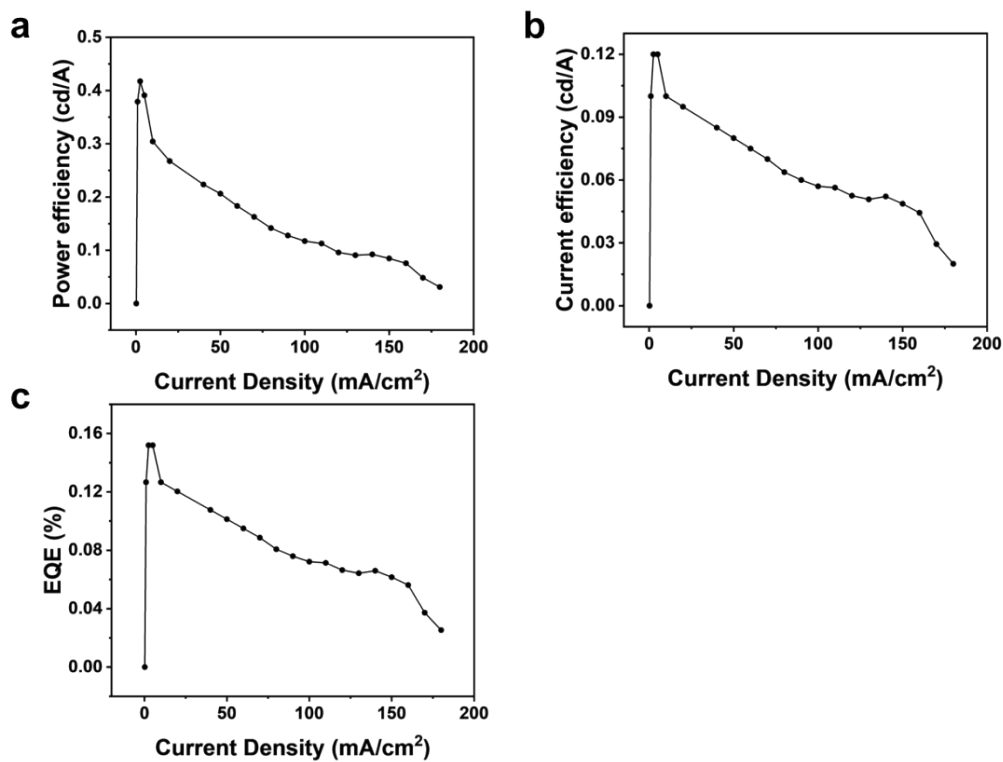 a
0.5
0.4
0.3
0.2
0.1
0.0
Power efficiency (cd/A)
0 50 100 150 200
Current Density (mA/cm²)
b
0.12
0.09
0.06
0.03
0.00
Current efficiency (cd/A)
0 50 100 150 200
Current Density (mA/cm²)
c
0.16
0.12
0.08
0.04
0.00
EQE (%)
0 50 100 150 200
Current Density (mA/cm²)